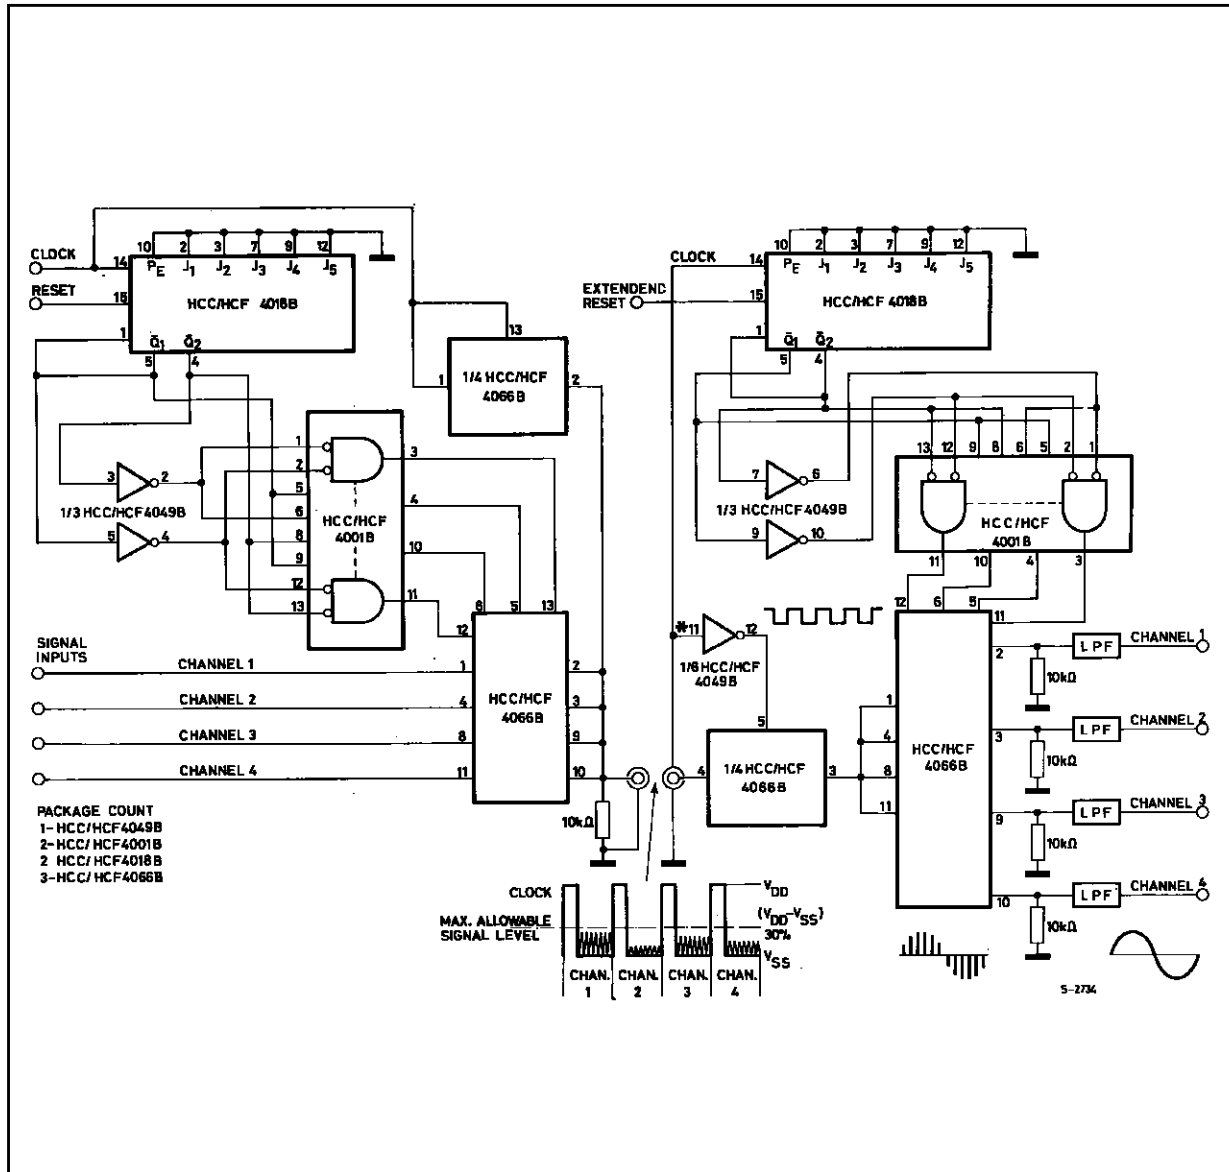 CLOCK
RESET
14
15
1
10
2
3
7
9
12
PE
J1
J2
J3
J4
J5
HCC/HCF 4018B
Q̄1
Q̄2
5
4
13
1
2
1/4 HCC/HCF
4066B
3
2
1/3 HCC/HCF4049B
5
4
1
2
5
6
8
9
12
13
HCC/HCF
4001B
3
4
10
11
6
5
13
12
SIGNAL
INPUTS
CHANNEL 1
CHANNEL 2
CHANNEL 3
CHANNEL 4
1
4
8
11
HCC/HCF
4066B
2
3
9
10
10kΩ
PACKAGE COUNT
1-HCC/HCF4049B
2-HCC/HCF4001B
2 HCC/HCF4018B
3-HCC/HCF4066B
CLOCK
MAX. ALLOWABLE
SIGNAL LEVEL
VDD
(VDD-VSS)
30%
VSS
CHAN.
1
CHAN.
2
CHAN.
3
CHAN.
4
CLOCK
EXTENDEND
RESET
14
15
1
10
2
3
7
9
12
PE
J1
J2
J3
J4
J5
HCC/HCF 4018B
Q̄1
Q̄2
5
4
7
6
1/3 HCC/HCF4049B
9
10
13
12
9
8
6
5
2
1
HCC/HCF
4001B
11
10
4
3
*11
12
1/6 HCC/HCF
4049B
5
4
1/4 HCC/HCF
4066B
3
12
6
5
11
1
4
8
11
HCC/HCF
4066B
2
3
9
10
LPF
CHANNEL 1
10kΩ
LPF
CHANNEL 2
10kΩ
LPF
CHANNEL 3
10kΩ
LPF
CHANNEL 4
10kΩ
S-2734